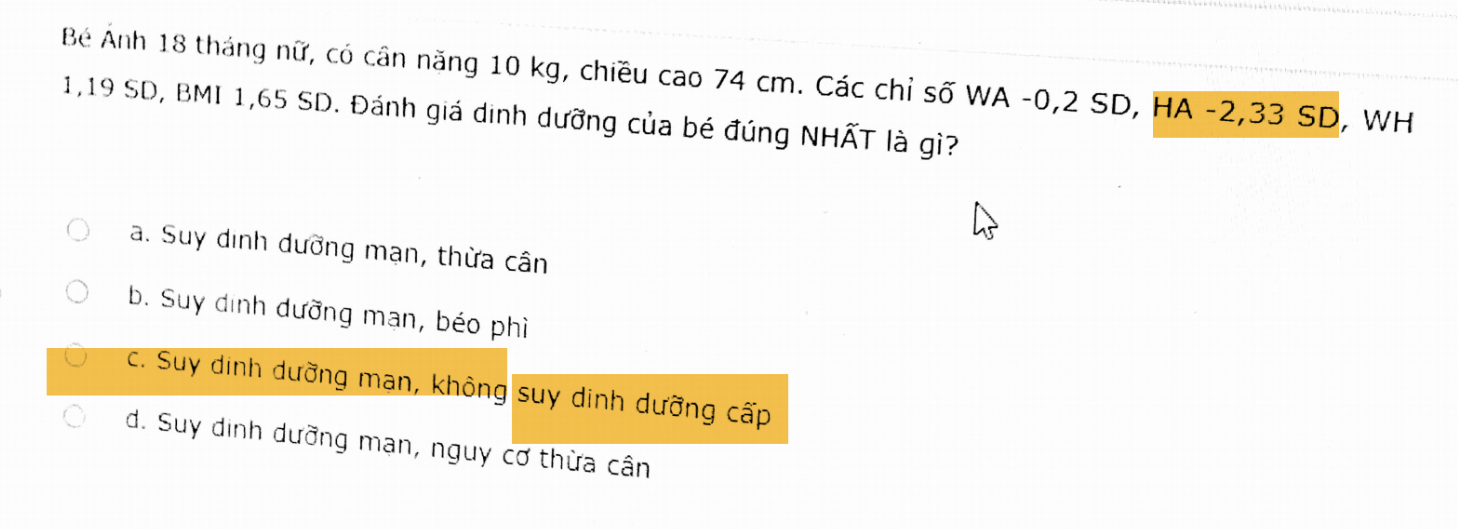 Bé Ánh 18 tháng nữ, có cân nặng 10 kg, chiều cao 74 cm. Các chỉ số WA -0,2 SD, HA -2,33 SD, WH
1,19 SD, BMI 1,65 SD. Đánh giá dinh dưỡng của bé đúng NHẤT là gì?
a. Suy dinh dưỡng mạn, thừa cân
b. Suy dinh dưỡng mạn, béo phì
c. Suy dinh dưỡng mạn, không suy dinh dưỡng cấp
d. Suy dinh dưỡng mạn, nguy cơ thừa cân